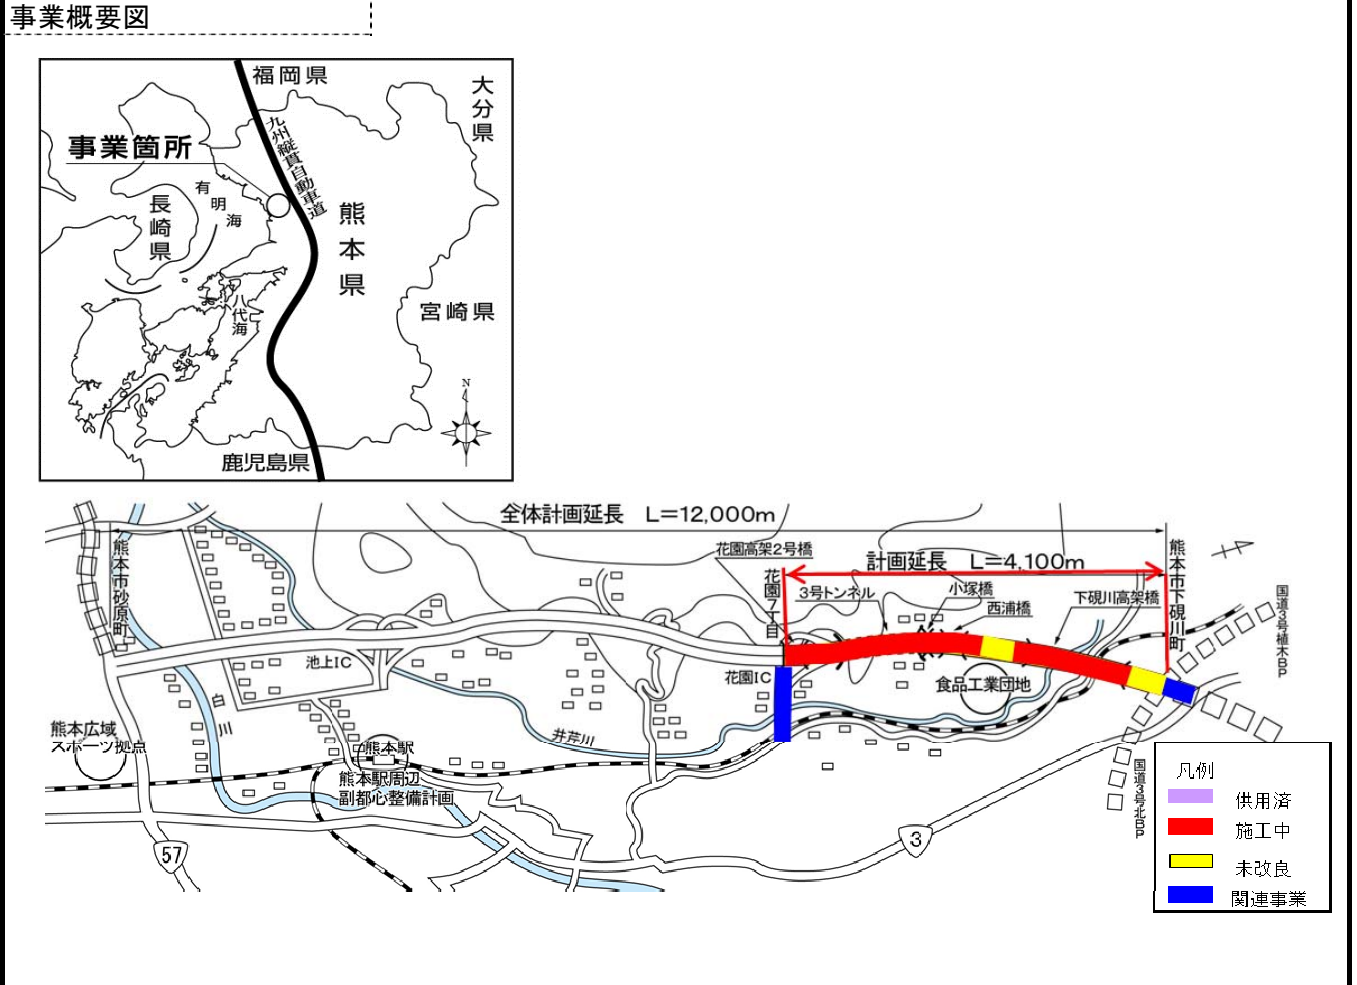 事業概要図
福岡県
大分県
九州縦貫自動車道
事業箇所
有明海
長崎県
熊本県
八代海
宮崎県
N
鹿児島県
全体計画延長 L=12,000m
花園高架2号橋
計画延長 L=4,100m
熊本市砂原町
花園7丁目
3号トンネル
小塚橋
西浦橋
下硯川高架橋
熊本市下硯川町
国道3号植木BP
池上IC
花園IC
食品工業団地
白川
井芹川
熊本広域
スポーツ拠点
熊本駅
熊本駅周辺
副都心整備計画
国道3号北BP
57
3
凡例
供用済
施工中
未改良
関連事業